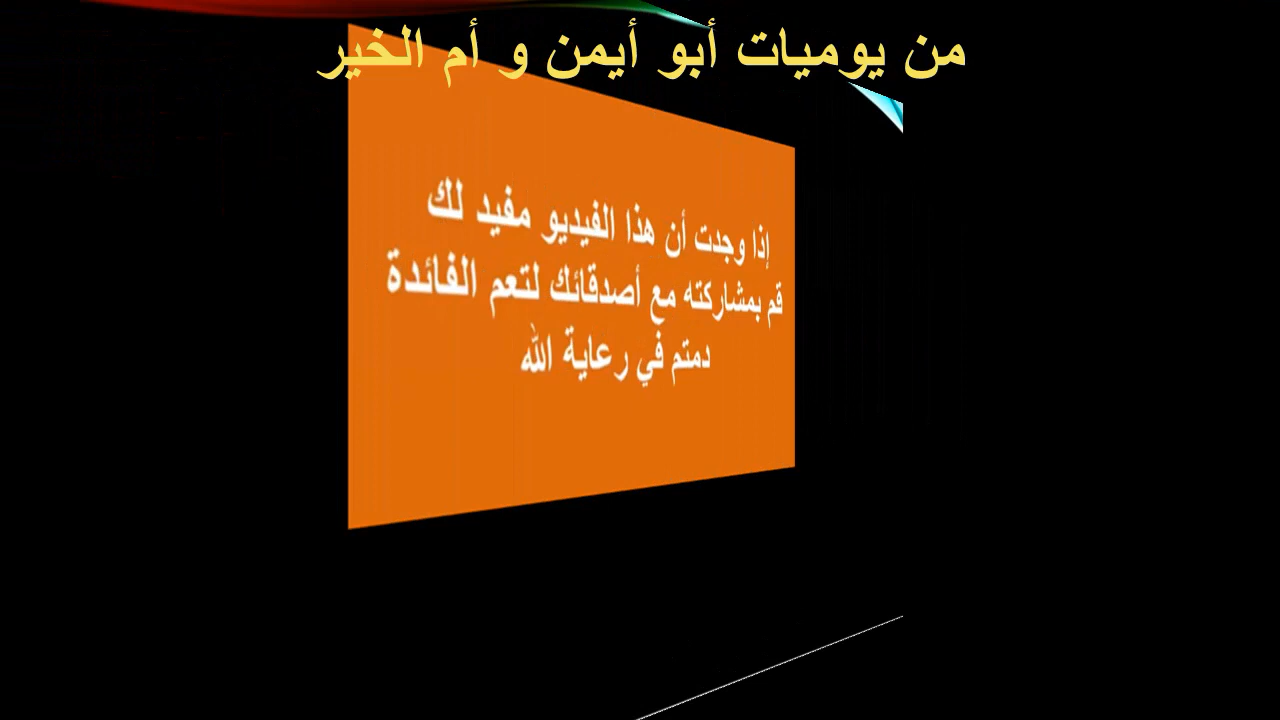 من يوميات أبو أيمن و أم الخير
إذا وجدت أن هذا الفيديو مفيد لك
قم بمشاركته مع أصدقائك لتعم الفائدة
دمتم في رعاية الله